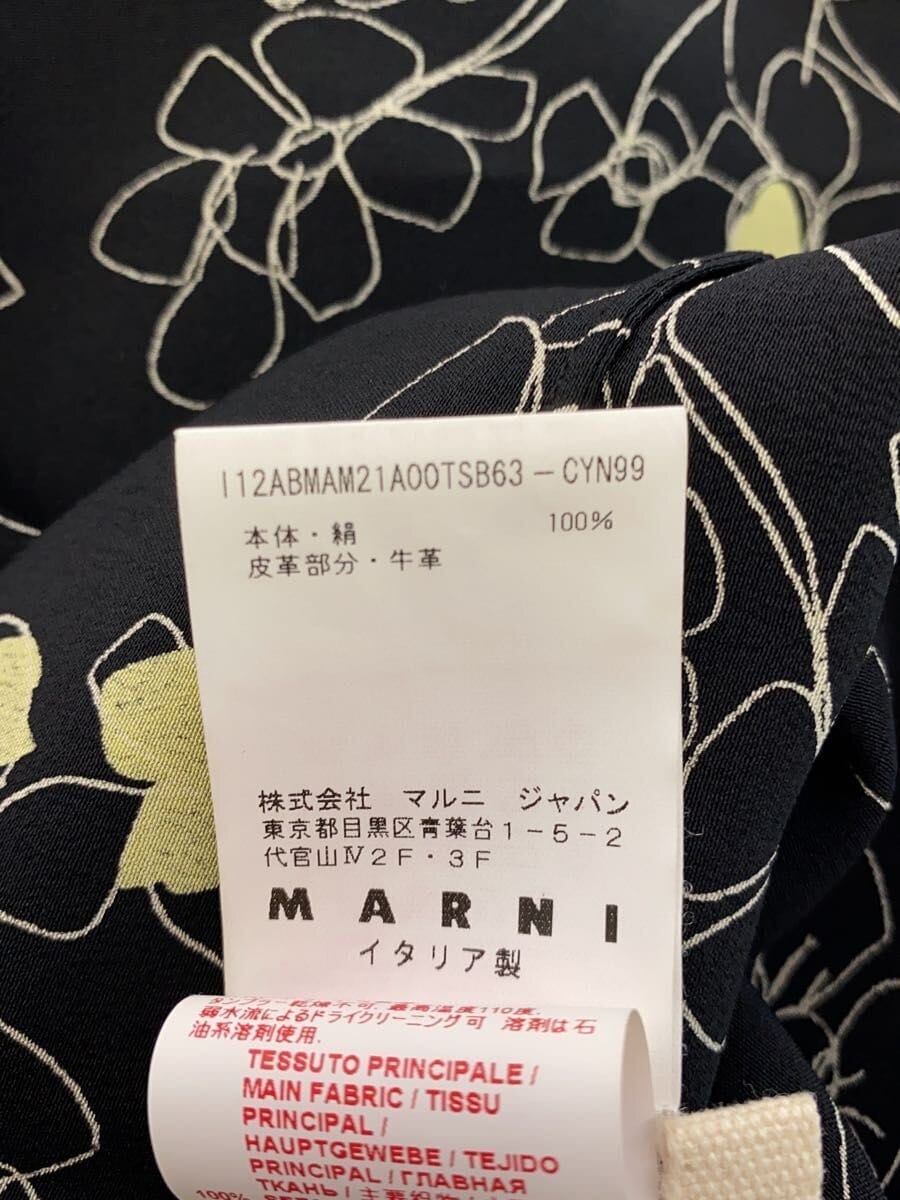 I12ABMAM21A00TSB63-CYN99
本体・絹 100%
皮革部分・牛革
株式会社 マルニ ジャパン
東京都目黒区青葉台1-5-2
代官山Ⅳ2F・3F
MARNI
イタリア製
タンブラー乾燥不可 最高温度110度.
弱水流によるドライクリーニング可 溶剤は石
油系溶剤使用.
TESSUTO PRINCIPALE /
MAIN FABRIC / TISSU
PRINCIPAL /
HAUPTGEWEBE / TEJIDO
PRINCIPAL / ГЛАВНАЯ
ТКАНЬ / 主要织物
100%